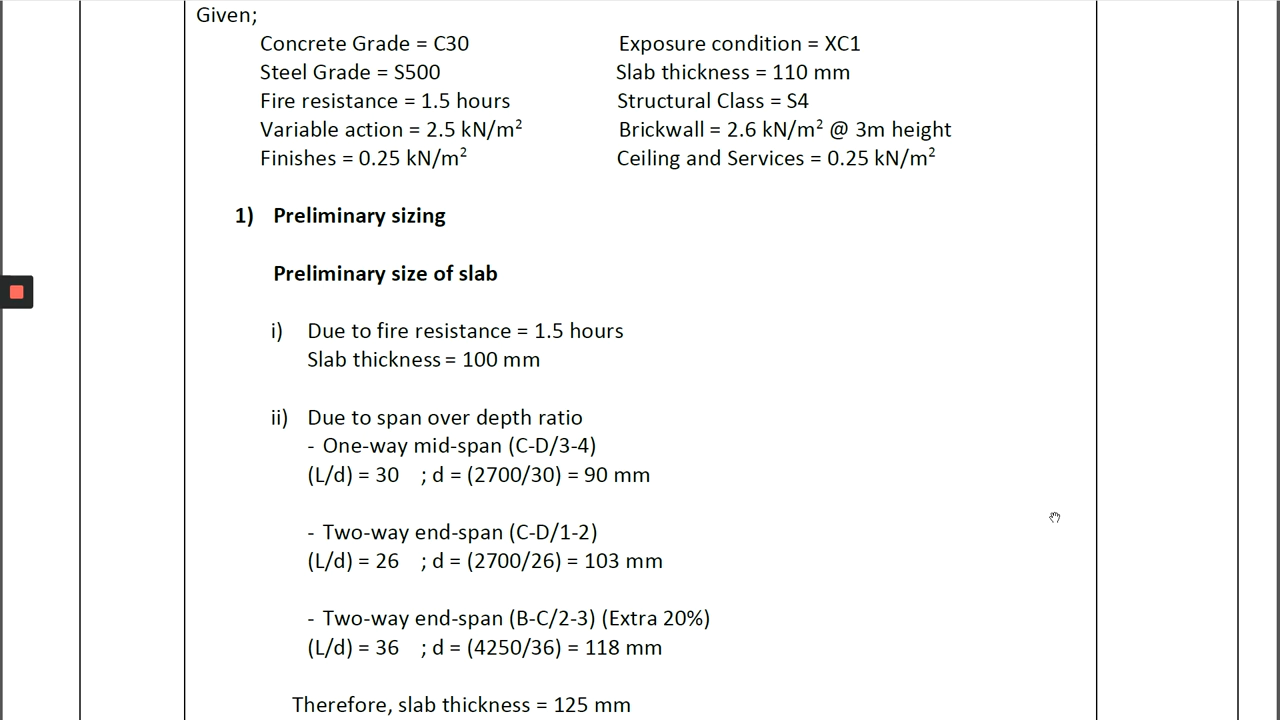 Given;
Concrete Grade = C30 Exposure condition = XC1
Steel Grade = S500 Slab thickness = 110 mm
Fire resistance = 1.5 hours Structural Class = S4
Variable action = 2.5 kN/m² Brickwall = 2.6 kN/m² @ 3m height
Finishes = 0.25 kN/m² Ceiling and Services = 0.25 kN/m²
1) Preliminary sizing
Preliminary size of slab
i) Due to fire resistance = 1.5 hours
Slab thickness = 100 mm
ii) Due to span over depth ratio
- One-way mid-span (C-D/3-4)
(L/d) = 30 ; d = (2700/30) = 90 mm
- Two-way end-span (C-D/1-2)
(L/d) = 26 ; d = (2700/26) = 103 mm
- Two-way end-span (B-C/2-3) (Extra 20%)
(L/d) = 36 ; d = (4250/36) = 118 mm
Therefore, slab thickness = 125 mm